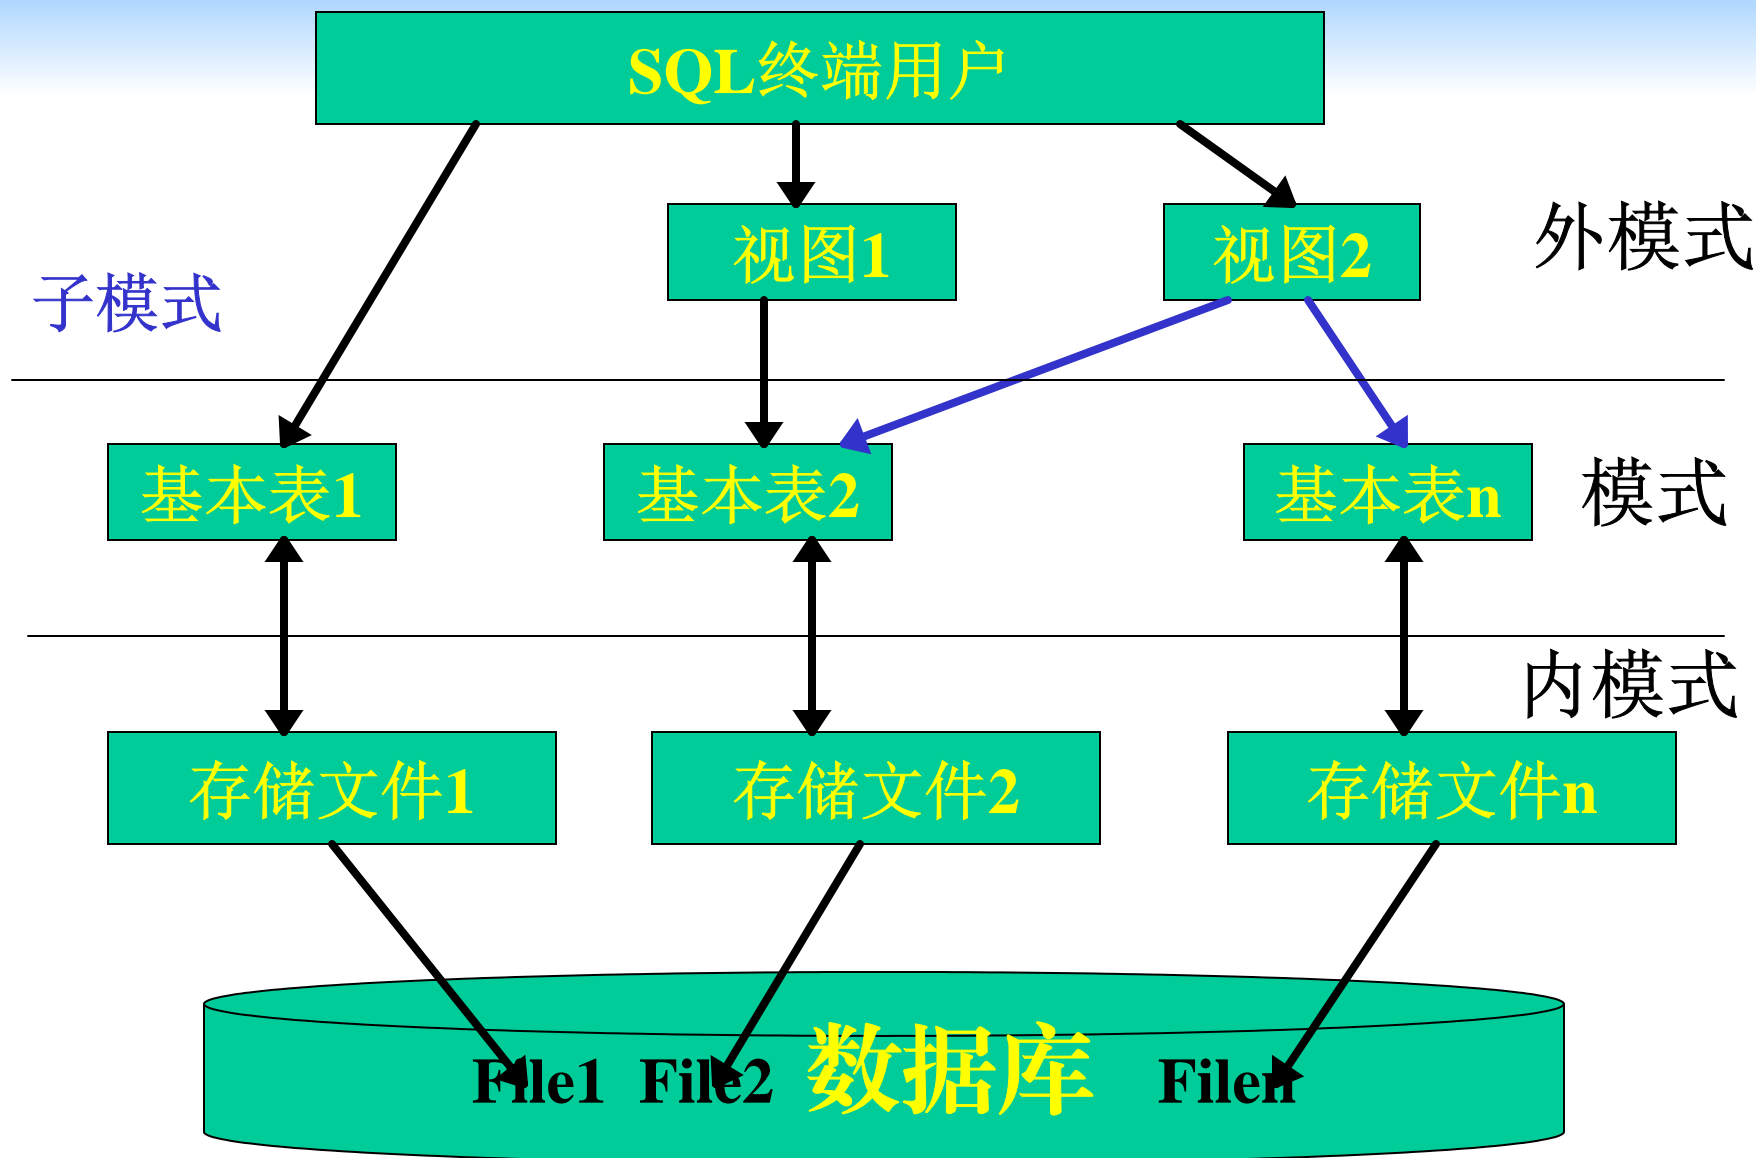 SQL终端用户
视图1
视图2
外模式
子模式
基本表1
基本表2
基本表n
模式
内模式
存储文件1
存储文件2
存储文件n
File1 File2 数据库 Filen